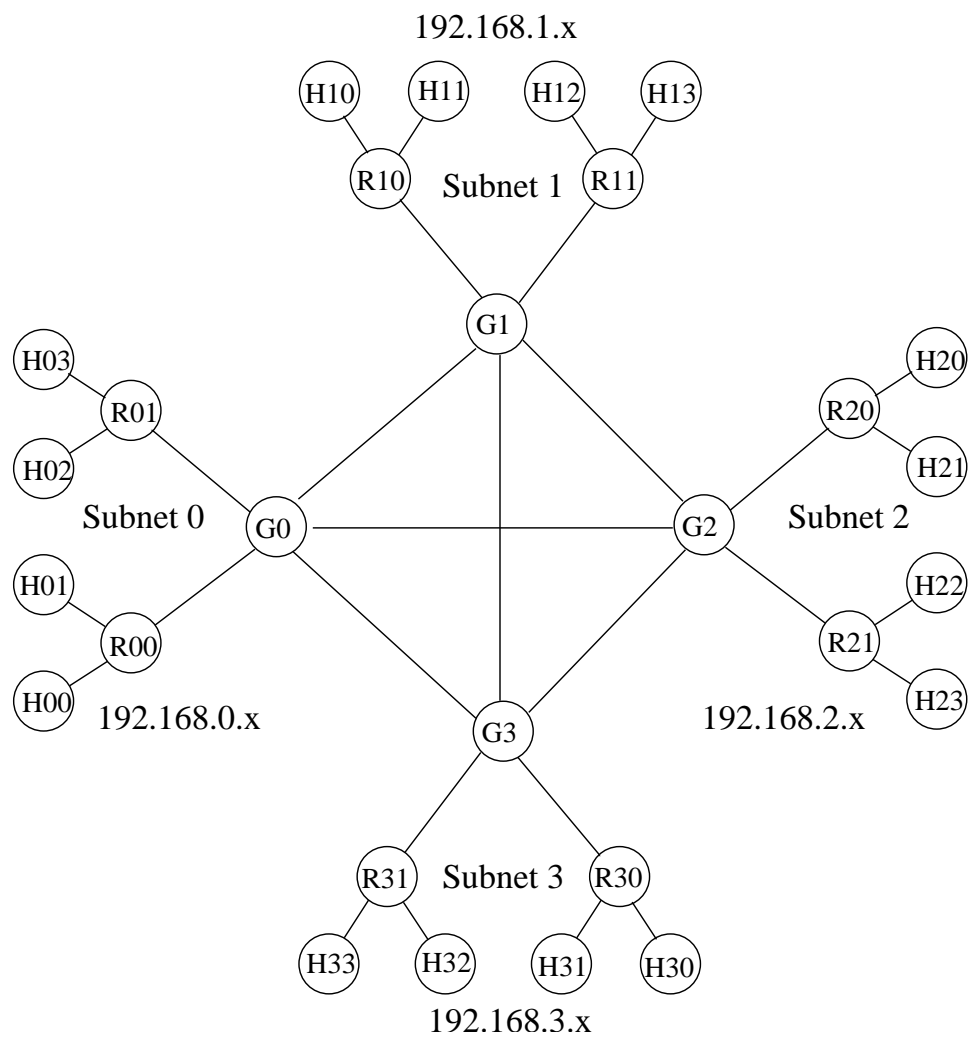 192.168.1.x
H10 H11 H12 H13
R10 Subnet 1 R11
G1
H03 H20
R01 R20
H02 H21
Subnet 0 G0 G2 Subnet 2
H01 H22
R00 R21
H00 H23
192.168.0.x 192.168.2.x
G3
R31 Subnet 3 R30
H33 H32 H31 H30
192.168.3.x